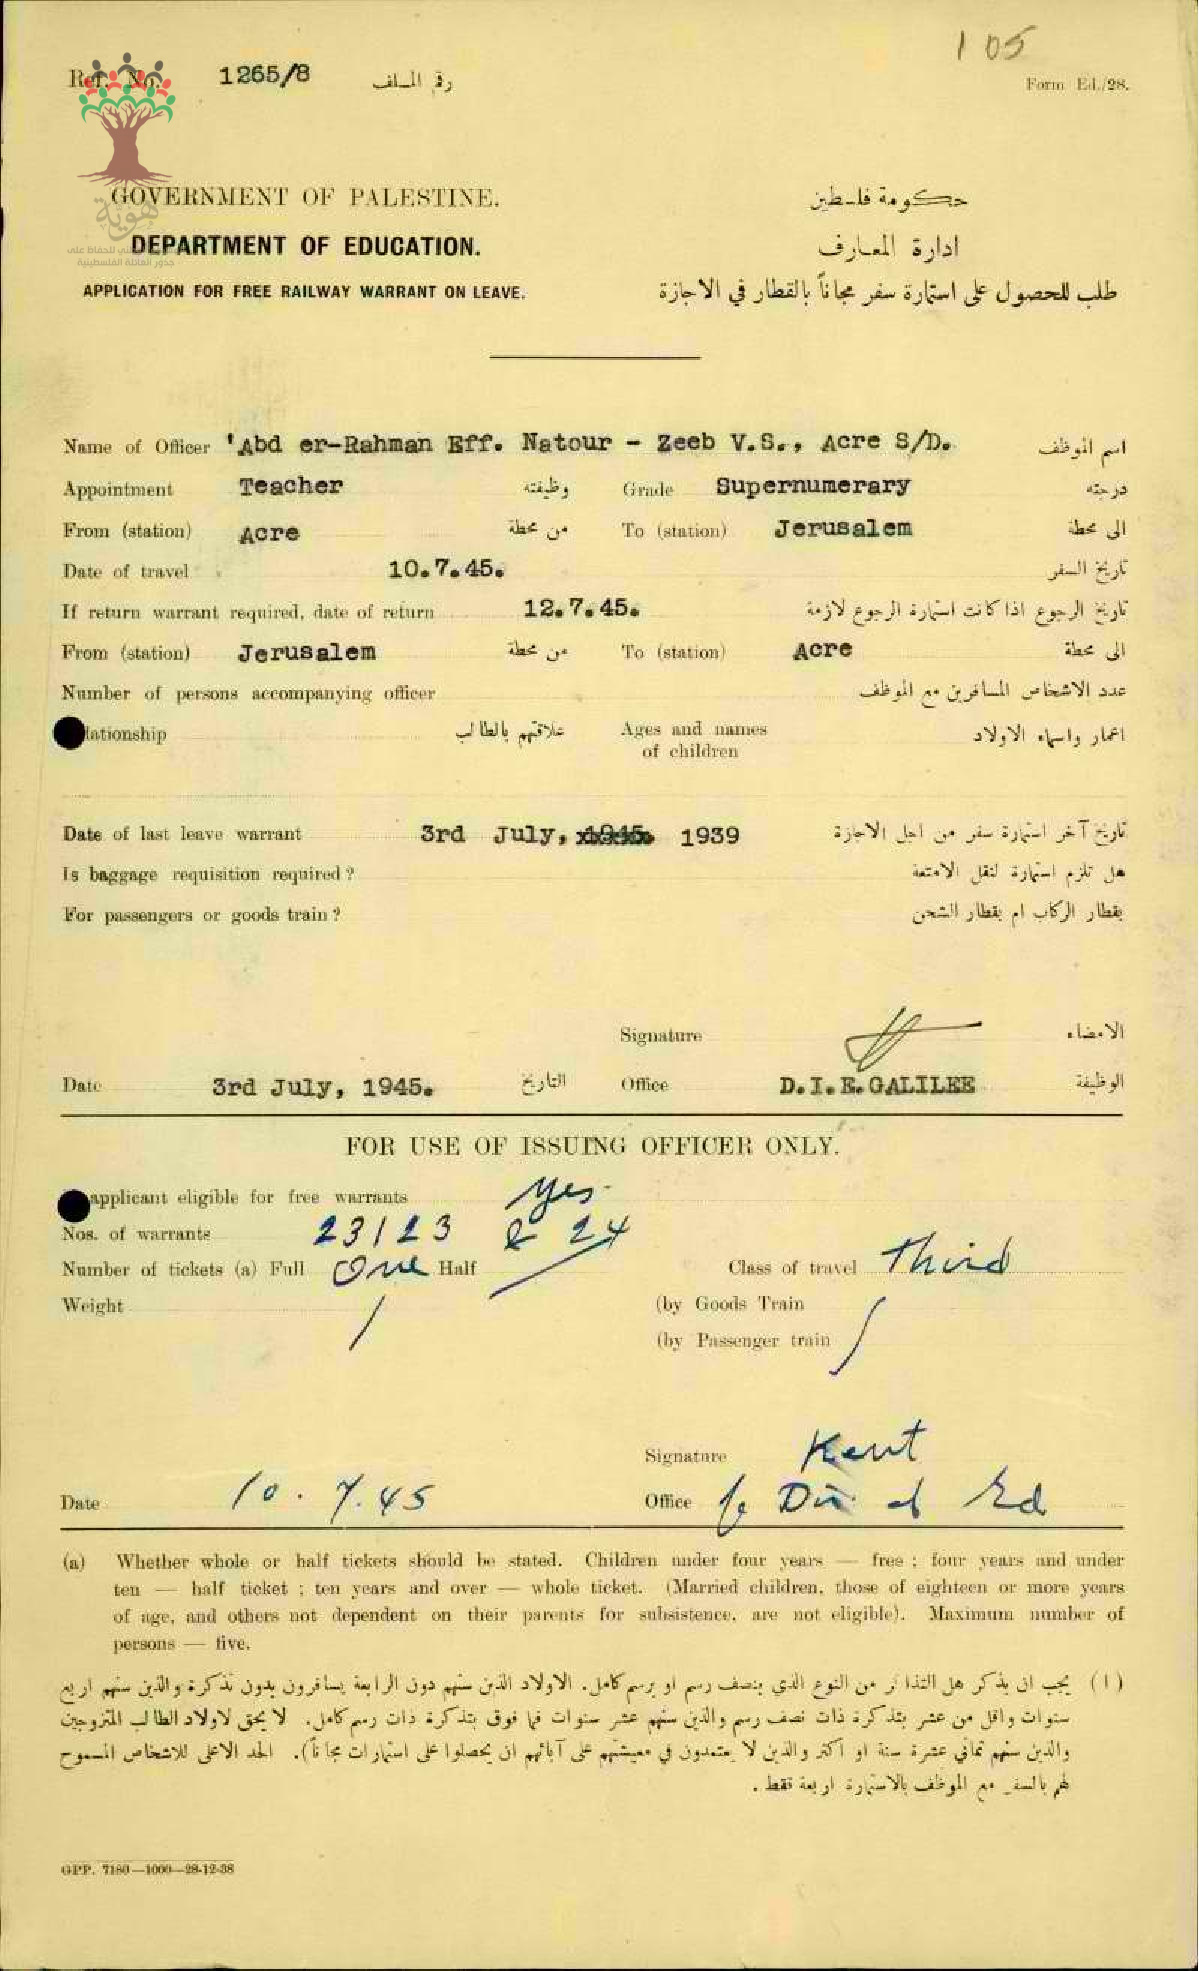 105
Ref. No. 1265/8 رقم الملف
Form Ed./28.
GOVERNMENT OF PALESTINE. حكومة فلسطين
هوية
DEPARTMENT OF EDUCATION. ادارة المعارف
جذور العائلة الفلسطينية
APPLICATION FOR FREE RAILWAY WARRANT ON LEAVE. طلب للحصول على استمارة سفر مجاناً بالقطار في الاجازة
Name of Officer 'Abd er-Rahman Eff. Natour - Zeeb V.S., Acre S/D. اسم الموظف
Appointment Teacher وظيفته Grade Supernumerary درجته
From (station) Acre من محطة To (station) Jerusalem الى محطة
Date of travel 10.7.45. تاريخ السفر
If return warrant required, date of return 12.7.45. تاريخ الرجوع اذا كانت استمارة الرجوع لازمة
From (station) Jerusalem من محطة To (station) Acre الى محطة
Number of persons accompanying officer عدد الاشخاص المسافرين مع الموظف
lationship علاقتهم بالطالب Ages and names of children اعمار واسماء الاولاد
Date of last leave warrant 3rd July, 1945. 1939 تاريخ آخر استمارة سفر من اجل الاجازة
Is baggage requisition required? هل تلزم استمارة لنقل الامتعة
For passengers or goods train? بقطار الركاب ام بقطار الشحن
Signature الامضاء
Date 3rd July, 1945. التاريخ Office D.I.E.GALILEE الوظيفة
FOR USE OF ISSUING OFFICER ONLY.
applicant eligible for free warrants yes
Nos. of warrants 23123 & 24
Number of tickets (a) Full One Half Class of travel Third
Weight (by Goods Train
(by Passenger train
Signature Kent
Date 10.7.45 Office f. Dir of Ed
(a) Whether whole or half tickets should be stated. Children under four years — free ; four years and under
ten — half ticket ; ten years and over — whole ticket. (Married children, those of eighteen or more years
of age, and others not dependent on their parents for subsistence, are not eligible). Maximum number of
persons — five.
(١) يجب ان يذكر هل التذاكر من النوع الذي بنصف رسم او برسم كامل. الاولاد الذين سنهم دون الرابعة يسافرون بدون تذكرة والذين سنهم اربع
سنوات واقل من عشر بتذكرة ذات نصف رسم والذين سنهم عشر سنوات فما فوق بتذكرة ذات رسم كامل. لا يحق لاولاد الطالب المتزوجين
والذين سنهم ثماني عشرة سنة او اكثر والذين لا يعتمدون في معيشتهم على آبائهم ان يحصلوا على استمارات مجاناً). الحد الاعلى للاشخاص المسموح
لهم بالسفر مع الموظف بالاستمارة اربعة فقط.
GPP. 7180—1000—28-12-38